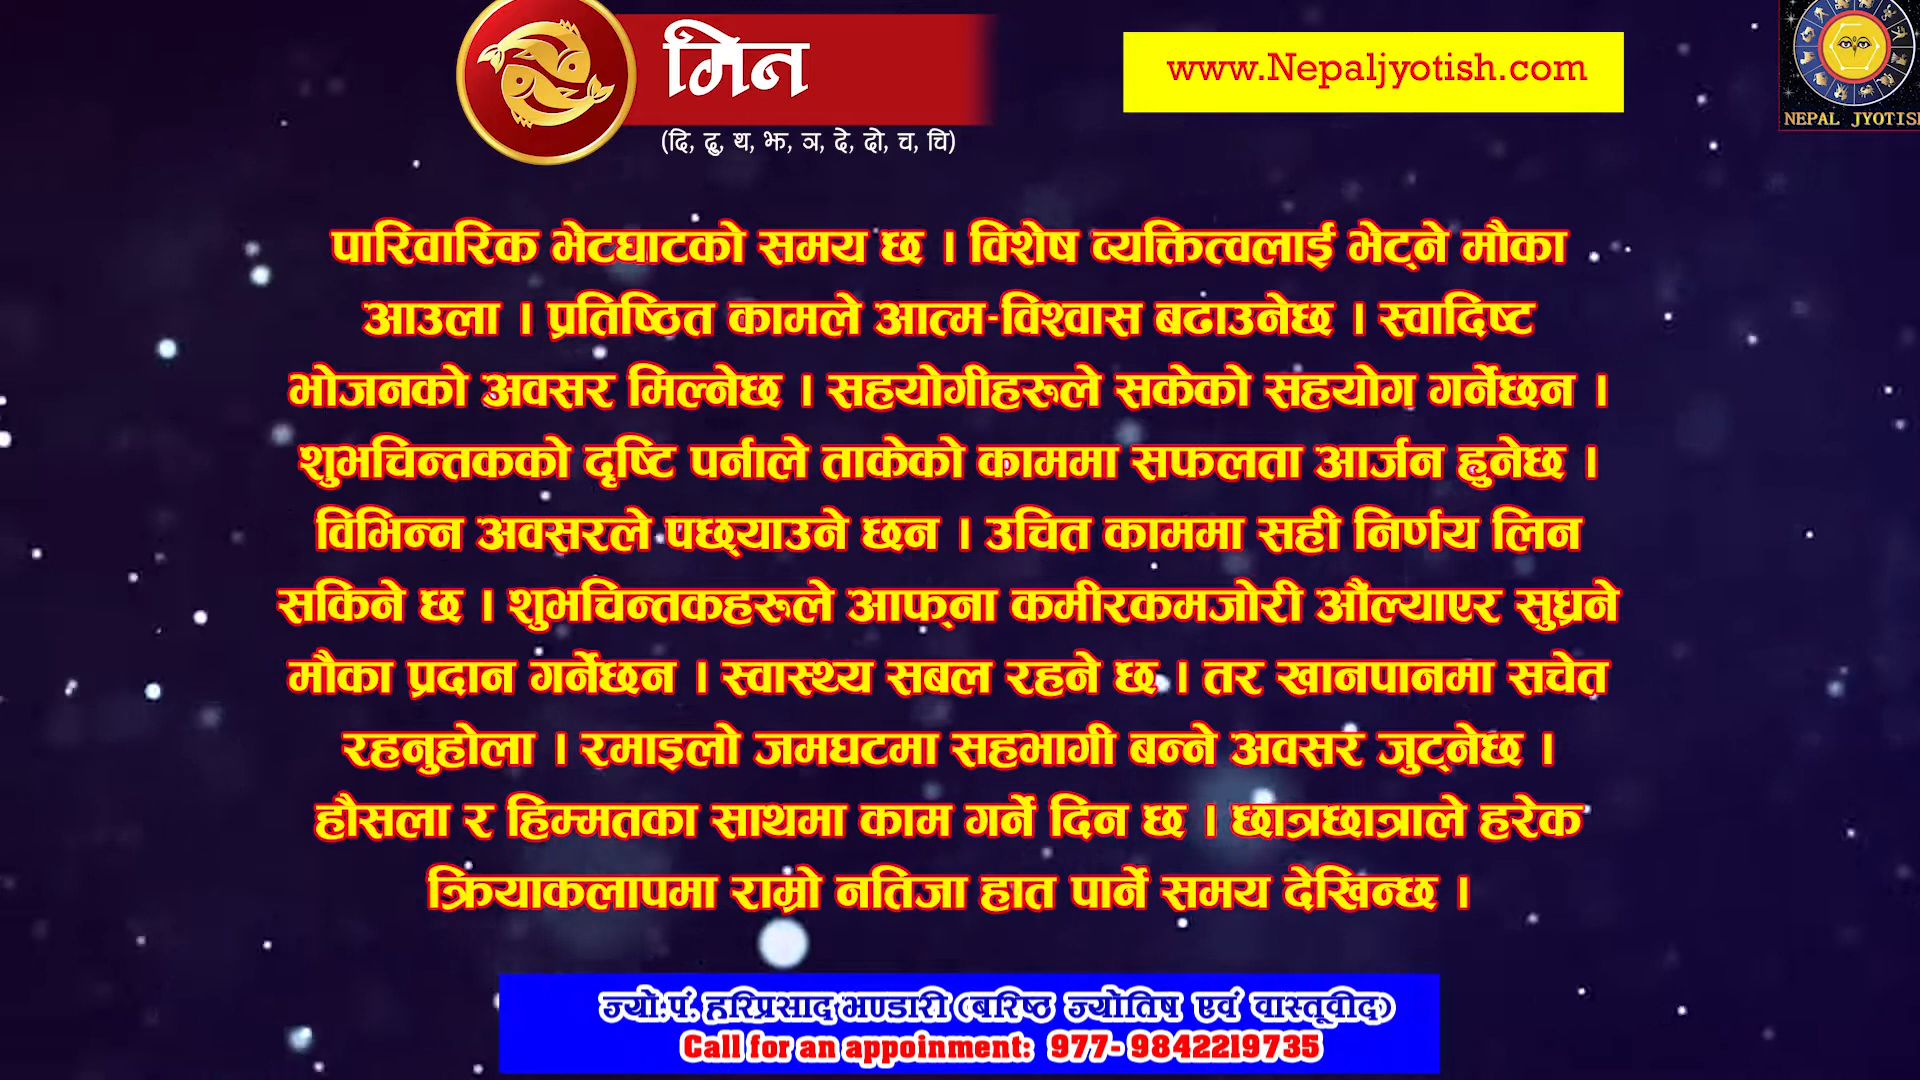 मिन
(दि, दु, थ, झ, ञ, दे, दो, च, चि)
www.Nepaljyotish.com
NEPAL JYOTISH
पारिवारिक भेटघाटको समय छ । विशेष व्यक्तित्वलाई भेट्ने मौका
आउला । प्रतिष्ठित कामले आत्म-विश्वास बढाउनेछ । स्वादिष्ट
भोजनको अवसर मिल्नेछ । सहयोगीहरुले सकेको सहयोग गर्नेछन ।
शुभचिन्तकको दृष्टि पर्नाले ताकेको काममा सफलता आर्जन हुनेछ ।
विभिन्न अवसरले पछ्याउने छन । उचित काममा सही निर्णय लिन
सकिने छ । शुभचिन्तकहरुले आफ्ना कमीरकमजोरी औंल्याएर सुध्रने
मौका प्रदान गर्नेछन । स्वास्थ्य सबल रहने छ । तर खानपानमा सचेत
रहनुहोला । रमाइलो जमघटमा सहभागी बन्ने अवसर जुट्नेछ ।
हौसला र हिम्मतका साथमा काम गर्ने दिन छ । छात्रछात्राले हरेक
क्रियाकलापमा राम्रो नतिजा हात पार्ने समय देखिन्छ ।
ज्यो.पं. हरिप्रसाद भण्डारी (बरिष्ठ ज्योतिष एवं वास्तूवीद)
Call for an appoinment: 977- 9842219735